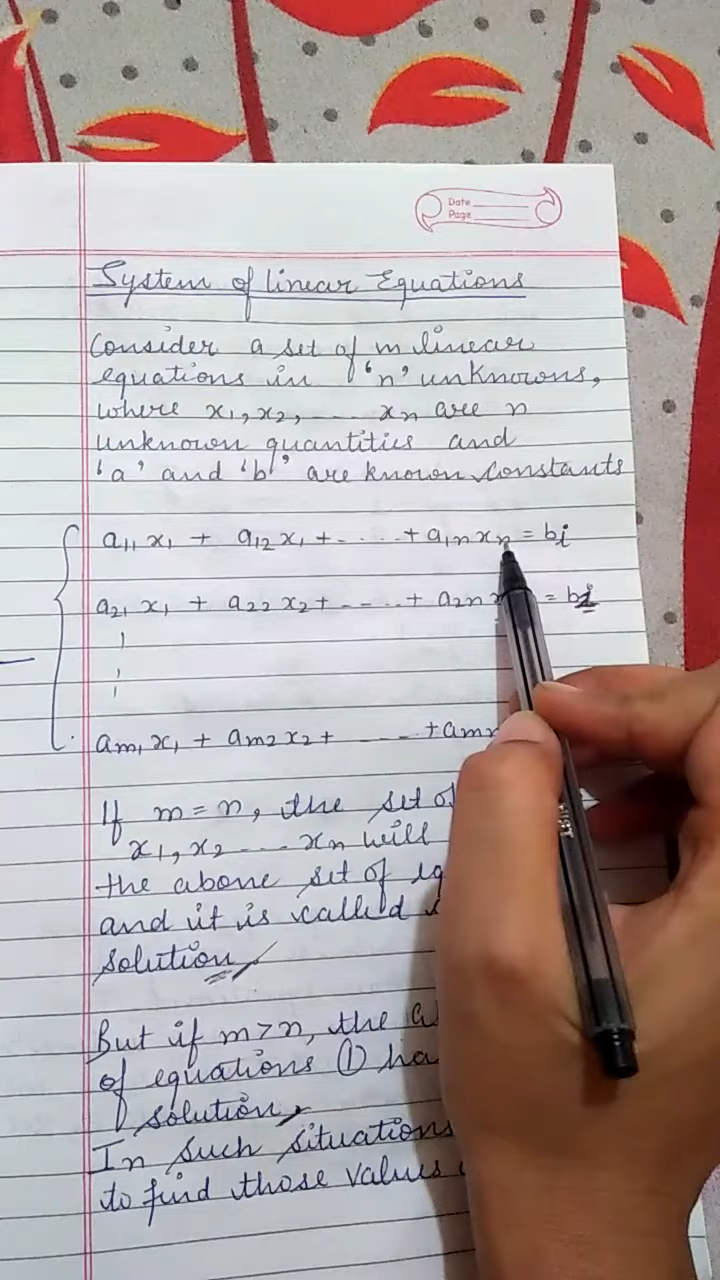 Date
Page
System of linear Equations
Consider a set of m linear
equations in 'n' unknowns,
where x1, x2, ---- xn are n
unknown quantities and
'a' and 'b' are known constants
a11 x1 + a12 x1 + - ... + a1n xn = bi
a21 x1 + a22 x2 + - - .. + a2n = b2
am1 x1 + am2 x2 + - ... + am
If m = n, the set of
x1, x2 --- xn will
the above set of
and it is called
solution
But if m > n, the
of equations ① ha
solution,
In such situations
to find those values